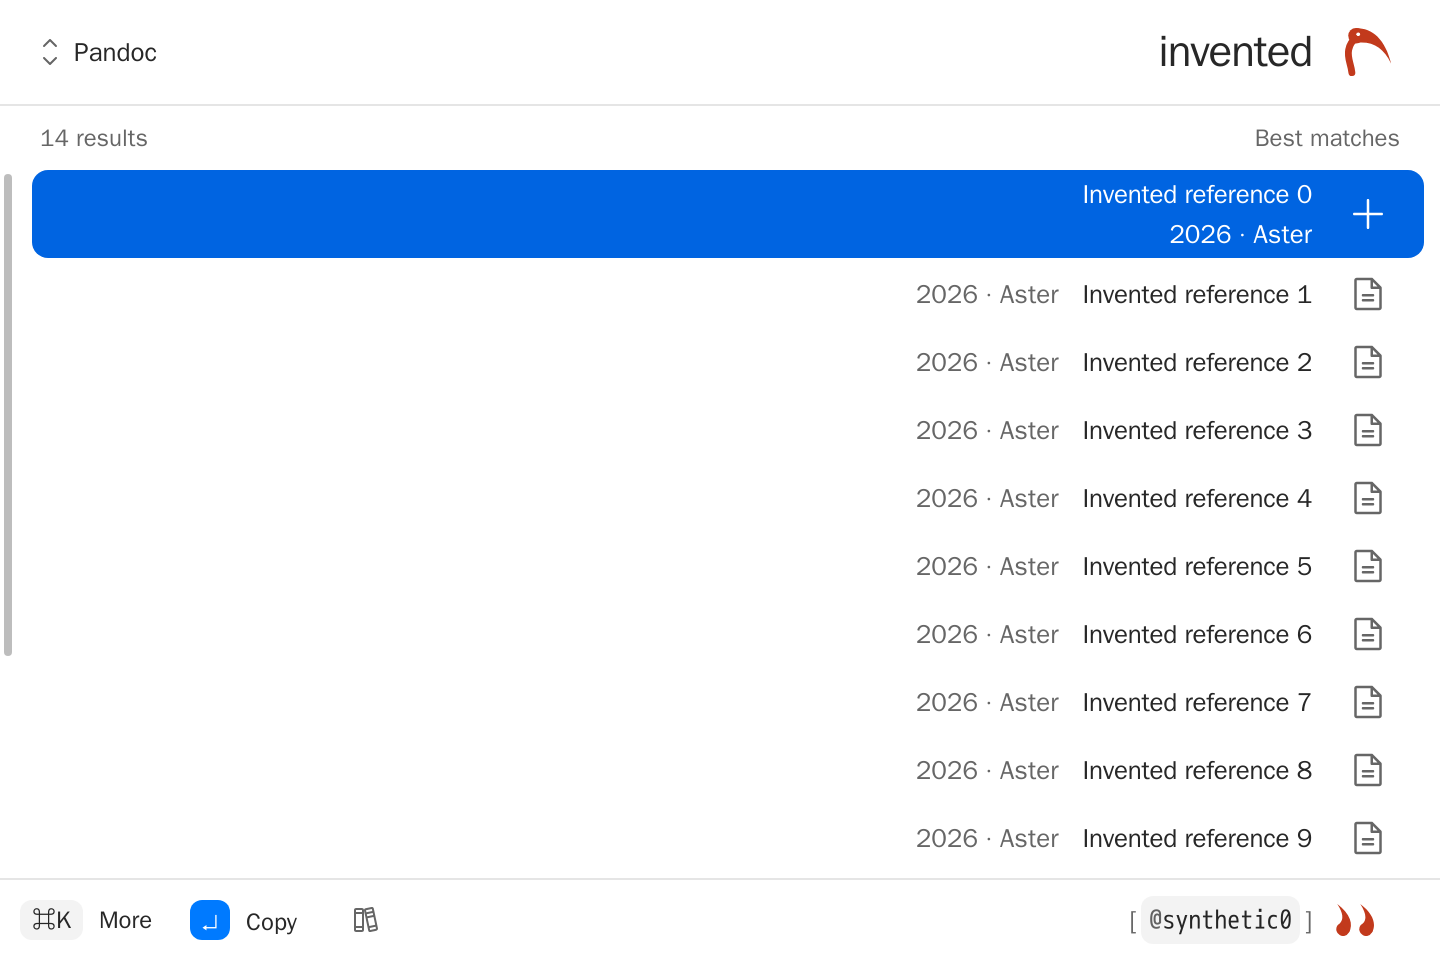 Pandoc
invented
14 results
Best matches
Invented reference 0
2026 · Aster
2026 · Aster Invented reference 1
2026 · Aster Invented reference 2
2026 · Aster Invented reference 3
2026 · Aster Invented reference 4
2026 · Aster Invented reference 5
2026 · Aster Invented reference 6
2026 · Aster Invented reference 7
2026 · Aster Invented reference 8
2026 · Aster Invented reference 9
⌘K More
Copy
[ @synthetic0 ]